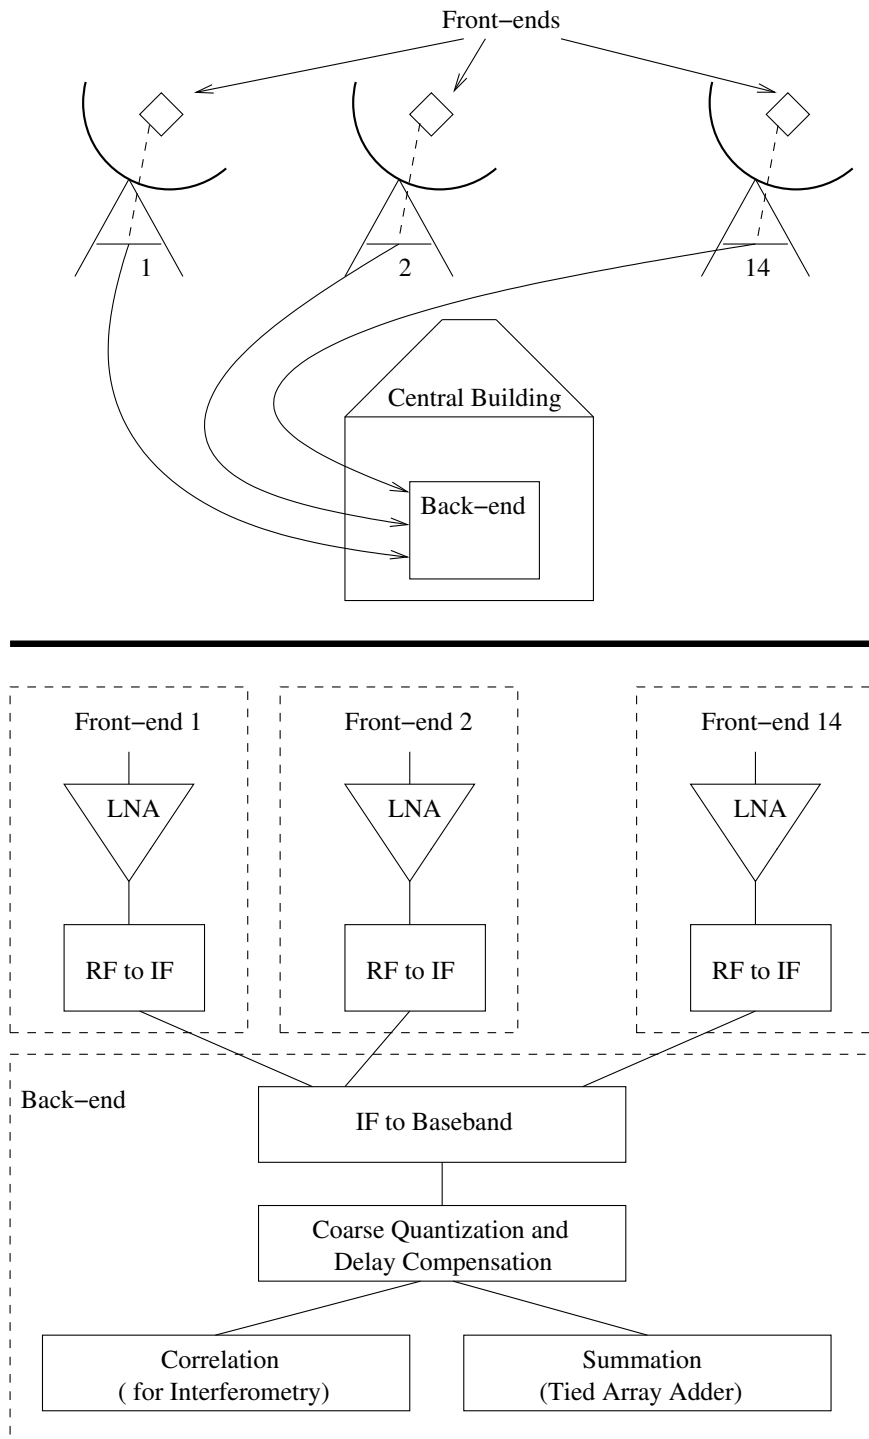 Front−ends
1
2
14
Central Building
Back−end
Front−end 1
Front−end 2
Front−end 14
LNA
LNA
LNA
RF to IF
RF to IF
RF to IF
Back−end
IF to Baseband
Coarse Quantization and
Delay Compensation
Correlation
( for Interferometry)
Summation
(Tied Array Adder)